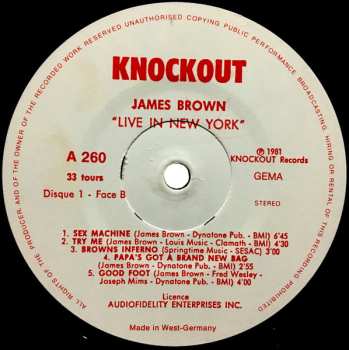 ALL RIGHTS OF THE PRODUCER AND OF THE OWNER OF THE RECORDED WORK RESERVED UNAUTHORISED COPYING PUBLIC PERFORMANCE BROADCASTING, HIRING OR RENTAL OF THIS RECORDING PROHIBITED
KNOCKOUT
JAMES BROWN
"LIVE IN NEW YORK"
A 260
33 tours
Disque 1 - Face B
℗ 1981
KNOCKOUT Records
GEMA
STEREO
1. SEX MACHINE (James Brown - Dynatone Pub. - BMI) 6'45
2. TRY ME (James Brown - Louis Music - Clamath - BMI) 4'30
3. BROWNS INFERNO (Springtime Music - SESAC) 4'30
4. PAPA'S GOT A BRAND NEW BAG
(James Brown - Dynatone Pub. - BMI) 2'55
5. GOOD FOOT (James Brown - Fred Wesley -
Joseph Mims - Dynatone Pub. - BMI) 8'55
Licence
AUDIOFIDELITY ENTERPRISES INC.
Made in West-Germany